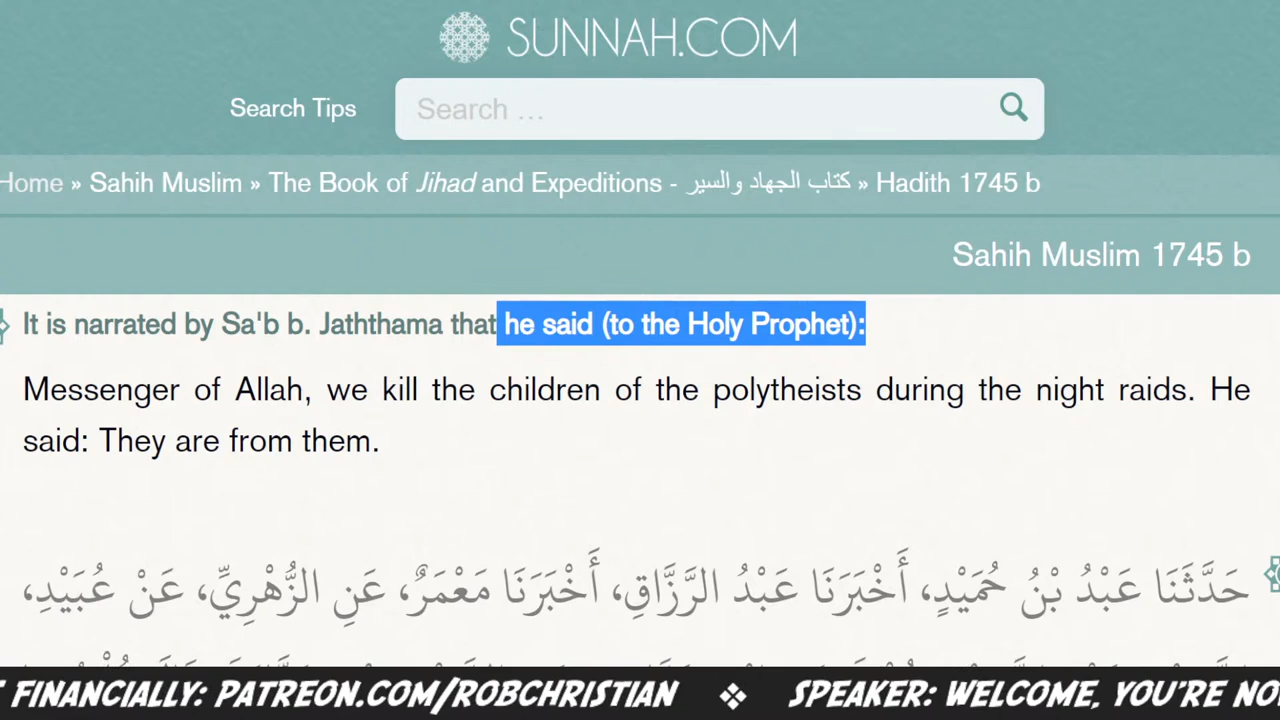 SUNNAH.COM
Search Tips
Search ...
Home » Sahih Muslim » The Book of Jihad and Expeditions - كتاب الجهاد والسير » Hadith 1745 b
Sahih Muslim 1745 b
It is narrated by Sa'b b. Jaththama that he said (to the Holy Prophet):
Messenger of Allah, we kill the children of the polytheists during the night raids. He
said: They are from them.
حَدَّثَنَا عَبْدُ بْنُ حُمَيْدٍ، أَخْبَرَنَا عَبْدُ الرَّزَّاقِ، أَخْبَرَنَا مَعْمَرٌ، عَنِ الزُّهْرِيِّ، عَنْ عُبَيْدِ،
FINANCIALLY: PATREON.COM/ROBCHRISTIAN ❖ SPEAKER: WELCOME, YOU'RE NO